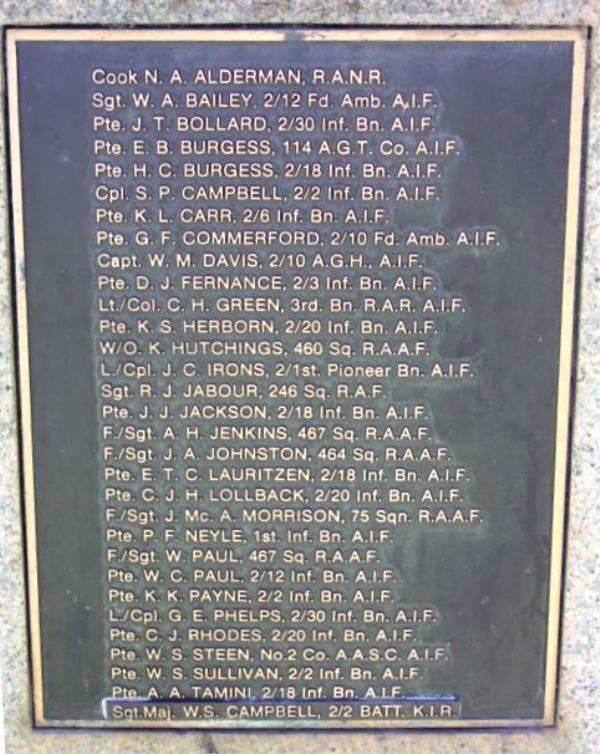 Cook N. A. ALDERMAN, R.A.N.R.
Sgt. W. A. BAILEY, 2/12 Fd. Amb. A.I.F.
Pte. J. T. BOLLARD, 2/30 Inf. Bn. A.I.F.
Pte. E. B. BURGESS, 114 A.G.T. Co. A.I.F.
Pte. H. C. BURGESS, 2/18 Inf. Bn. A.I.F.
Cpl. S. P. CAMPBELL, 2/2 Inf. Bn. A.I.F.
Pte. K. L. CARR, 2/6 Inf. Bn. A.I.F.
Pte. G. F. COMMERFORD, 2/10 Fd. Amb. A.I.F.
Capt. W. M. DAVIS, 2/10 A.G.H., A.I.F.
Pte. D. J. FERNANCE, 2/3 Inf. Bn. A.I.F.
Lt./Col. C. H. GREEN, 3rd. Bn. R.A.R. A.I.F.
Pte. K. S. HERBORN, 2/20 Inf. Bn. A.I.F.
W/O. K. HUTCHINGS, 460 Sq. R.A.A.F.
L./Cpl. J. C. IRONS, 2/1st. Pioneer Bn. A.I.F.
Sgt. R. J. JABOUR, 246 Sq. R.A.F.
Pte. J. J. JACKSON, 2/18 Inf. Bn. A.I.F.
F./Sgt. A. H. JENKINS, 467 Sq. R.A.A.F.
F./Sgt. J. A. JOHNSTON, 464 Sq. R.A.A.F.
Pte. E. T. C. LAURITZEN, 2/18 Inf. Bn. A.I.F.
Pte. C. J. H. LOLLBACK, 2/20 Inf. Bn. A.I.F.
F./Sgt. J. Mc. A. MORRISON, 75 Sqn. R.A.A.F.
Pte. P. F. NEYLE, 1st. Inf. Bn. A.I.F.
F./Sgt. W. PAUL, 467 Sq. R.A.A.F.
Pte. W. C. PAUL, 2/12 Inf. Bn. A.I.F.
Pte. K. K. PAYNE, 2/2 Inf. Bn. A.I.F.
L./Cpl. G. E. PHELPS, 2/30 Inf. Bn. A.I.F.
Pte. C. J. RHODES, 2/20 Inf. Bn. A.I.F.
Pte. W. S. STEEN, No.2 Co. A.A.S.C. A.I.F.
Pte. W. S. SULLIVAN, 2/2 Inf. Bn. A.I.F.
Pte. A. A. TAMINI, 2/18 Inf. Bn. A.I.F.
Sgt.Maj. W.S. CAMPBELL, 2/2 BATT. K.I.R.